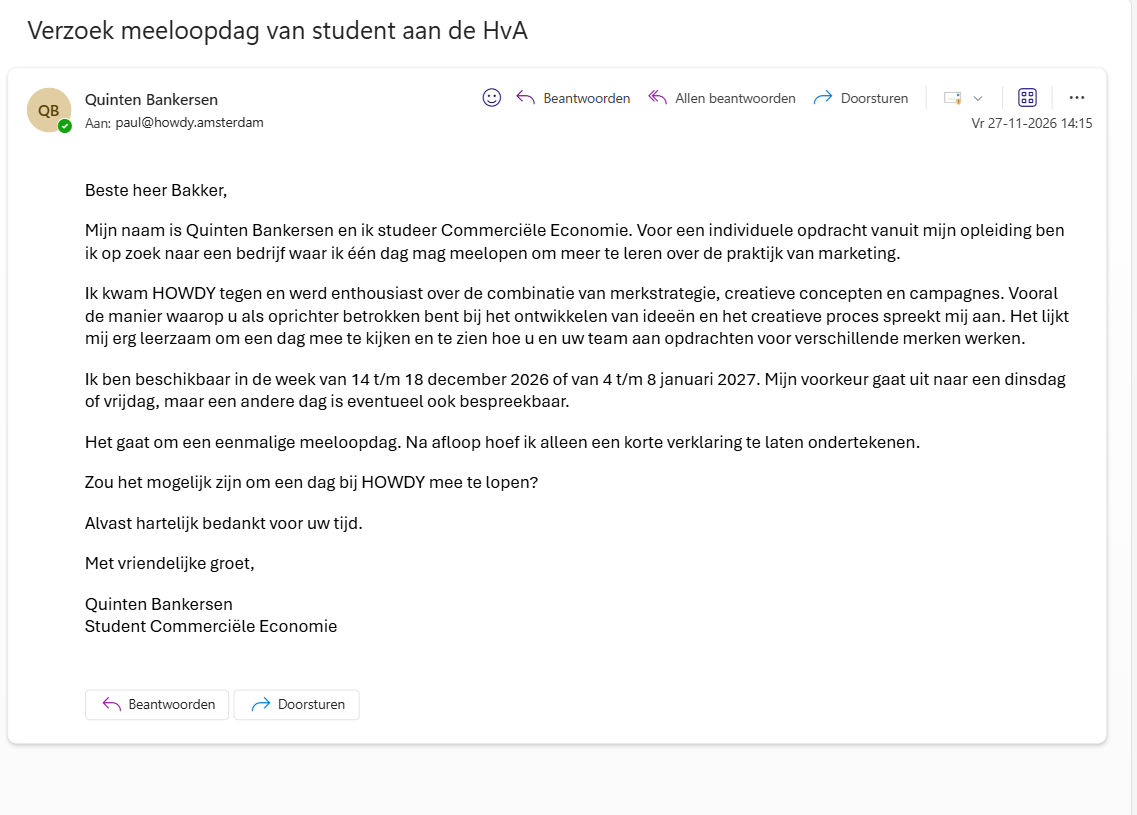 Verzoek meeloopdag van student aan de HvA
QB
Quinten Bankersen
Aan: paul@howdy.amsterdam
Beantwoorden
Allen beantwoorden
Doorsturen
Vr 27-11-2026 14:15
Beste heer Bakker,
Mijn naam is Quinten Bankersen en ik studeer Commerciële Economie. Voor een individuele opdracht vanuit mijn opleiding ben
ik op zoek naar een bedrijf waar ik één dag mag meelopen om meer te leren over de praktijk van marketing.
Ik kwam HOWDY tegen en werd enthousiast over de combinatie van merkstrategie, creatieve concepten en campagnes. Vooral
de manier waarop u als oprichter betrokken bent bij het ontwikkelen van ideeën en het creatieve proces spreekt mij aan. Het lijkt
mij erg leerzaam om een dag mee te kijken en te zien hoe u en uw team aan opdrachten voor verschillende merken werken.
Ik ben beschikbaar in de week van 14 t/m 18 december 2026 of van 4 t/m 8 januari 2027. Mijn voorkeur gaat uit naar een dinsdag
of vrijdag, maar een andere dag is eventueel ook bespreekbaar.
Het gaat om een eenmalige meeloopdag. Na afloop hoef ik alleen een korte verklaring te laten ondertekenen.
Zou het mogelijk zijn om een dag bij HOWDY mee te lopen?
Alvast hartelijk bedankt voor uw tijd.
Met vriendelijke groet,
Quinten Bankersen
Student Commerciële Economie
Beantwoorden
Doorsturen